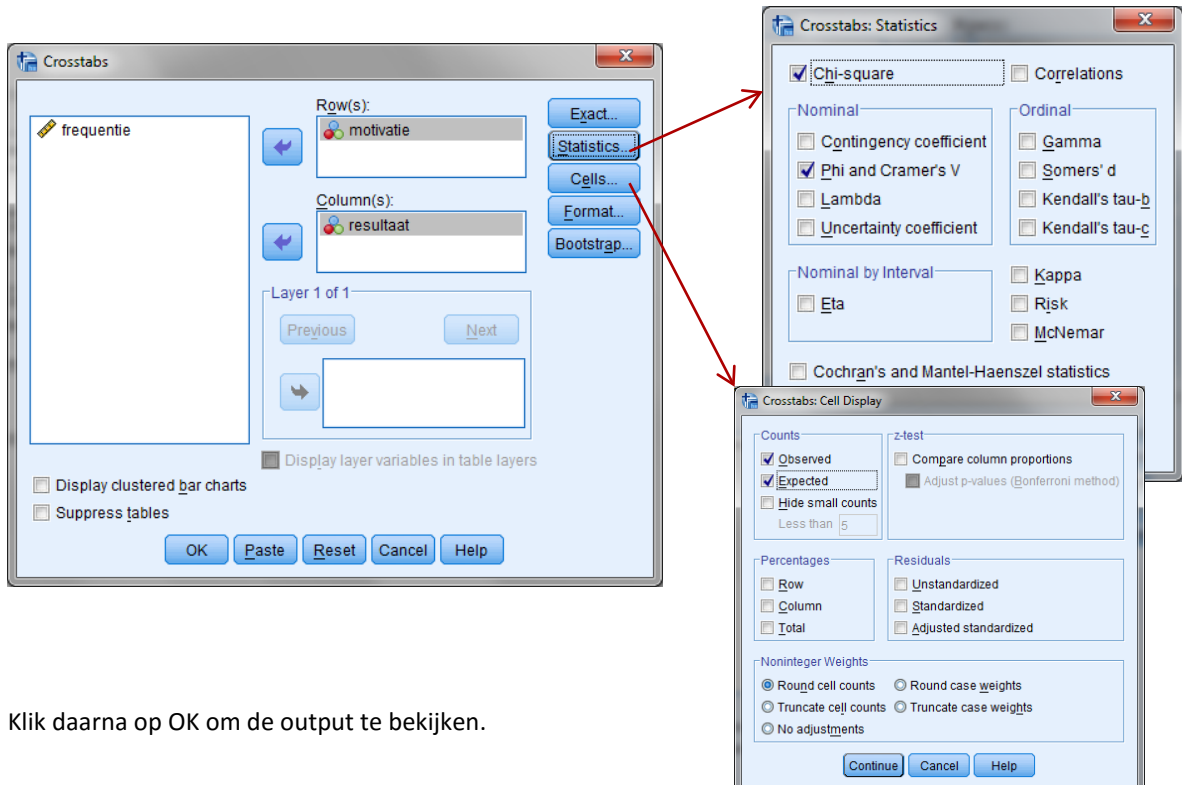 Crosstabs
frequentie
Row(s):
motivatie
Column(s):
resultaat
Layer 1 of 1
Previous
Next
Display layer variables in table layers
Exact...
Statistics...
Cells...
Format...
Bootstrap...
Display clustered bar charts
Suppress tables
OK
Paste
Reset
Cancel
Help
Crosstabs: Statistics
Chi-square
Correlations
Nominal
Contingency coefficient
Phi and Cramer's V
Lambda
Uncertainty coefficient
Ordinal
Gamma
Somers' d
Kendall's tau-b
Kendall's tau-c
Nominal by Interval
Eta
Kappa
Risk
McNemar
Cochran's and Mantel-Haenszel statistics
Crosstabs: Cell Display
Counts
Observed
Expected
Hide small counts
Less than 5
z-test
Compare column proportions
Adjust p-values (Bonferroni method)
Percentages
Row
Column
Total
Residuals
Unstandardized
Standardized
Adjusted standardized
Noninteger Weights
Round cell counts
Round case weights
Truncate cell counts
Truncate case weights
No adjustments
Continue
Cancel
Help
Klik daarna op OK om de output te bekijken.